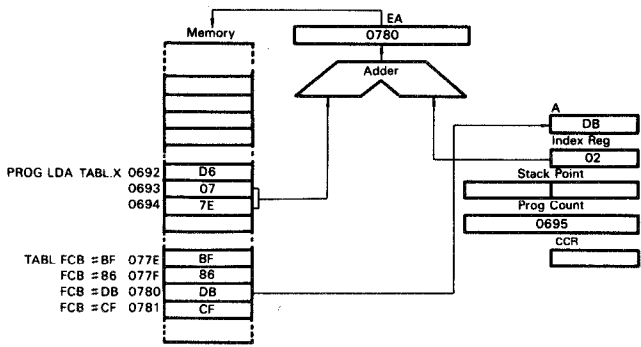 EA
Memory
0780
Adder
A
DB
Index Reg
02
Stack Point
Prog Count
0695
CCR
PROG LDA TABL.X 0692 D6
0693 07
0694 7E
TABL FCB =BF 077E BF
FCB =86 077F 86
FCB =DB 0780 DB
FCB =CF 0781 CF